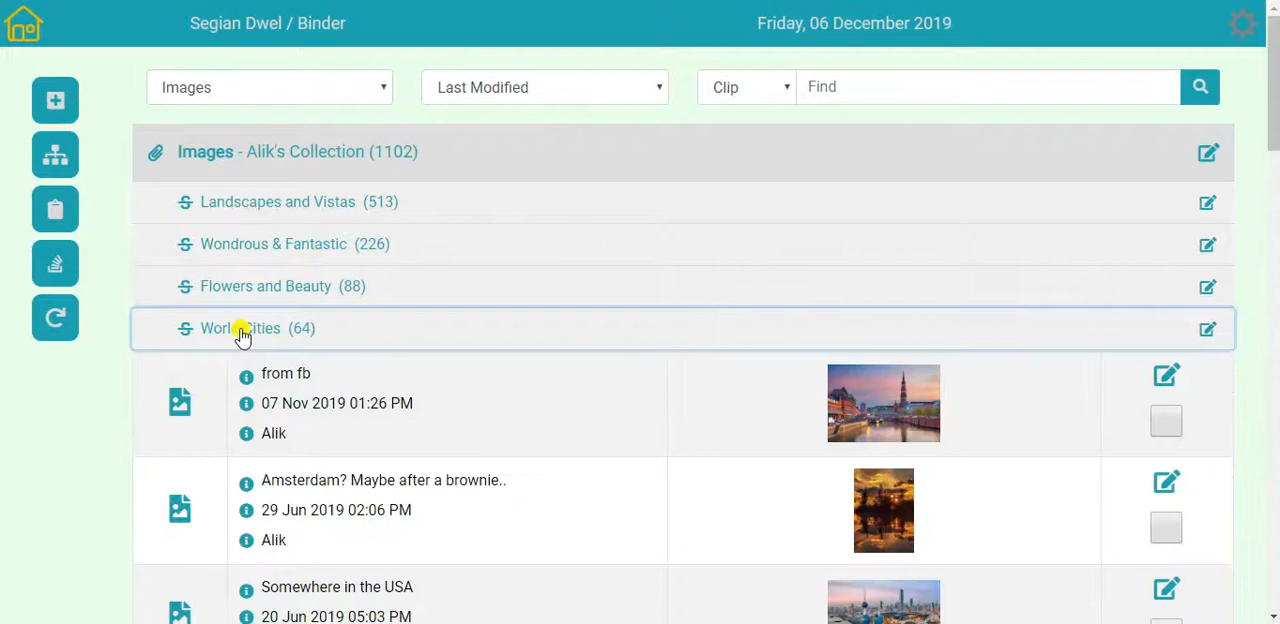 Segian Dwel / Binder
Friday, 06 December 2019
Images
Last Modified
Clip
Find
Images - Alik's Collection (1102)
Landscapes and Vistas (513)
Wondrous & Fantastic (226)
Flowers and Beauty (88)
World Cities (64)
from fb
07 Nov 2019 01:26 PM
Alik
Amsterdam? Maybe after a brownie..
29 Jun 2019 02:06 PM
Alik
Somewhere in the USA
20 Jun 2019 05:03 PM